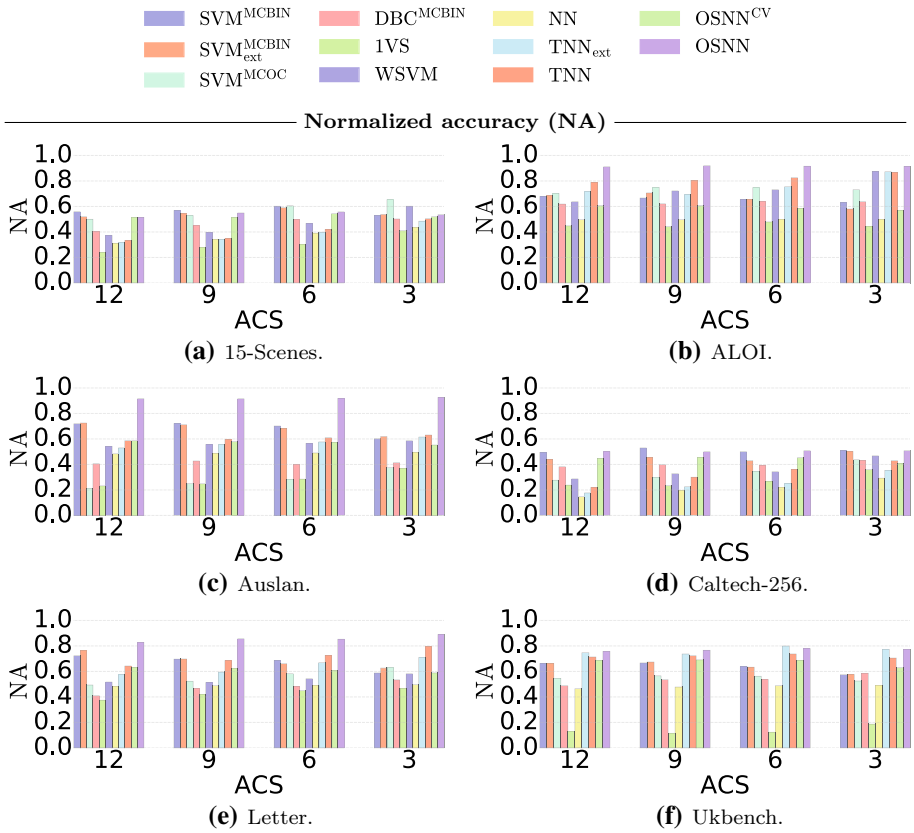 SVM^MCBIN DBC^MCBIN NN OSNN^CV
SVM^MCBIN_ext 1VS TNN_ext OSNN
SVM^MCOC WSVM TNN
Normalized accuracy (NA)
1.0 1.0
0.8 0.8
0.6 0.6
0.4 0.4
0.2 0.2
0.0 0.0
NA NA
12 9 6 3 12 9 6 3
ACS ACS
(a) 15-Scenes. (b) ALOI.
1.0 1.0
0.8 0.8
0.6 0.6
0.4 0.4
0.2 0.2
0.0 0.0
NA NA
12 9 6 3 12 9 6 3
ACS ACS
(c) Auslan. (d) Caltech-256.
1.0 1.0
0.8 0.8
0.6 0.6
0.4 0.4
0.2 0.2
0.0 0.0
NA NA
12 9 6 3 12 9 6 3
ACS ACS
(e) Letter. (f) Ukbench.